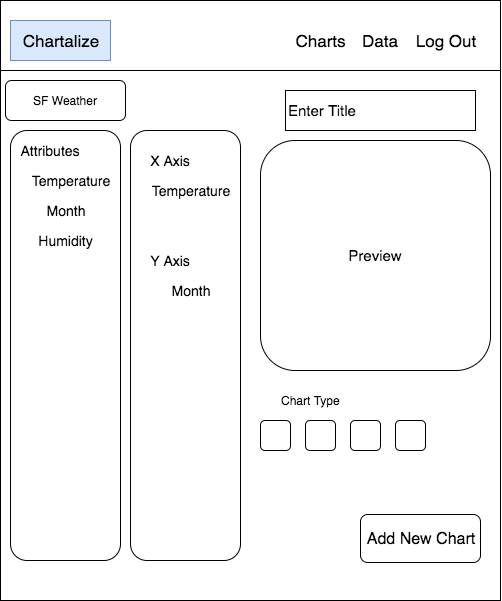 Chartalize
Charts
Data
Log Out
SF Weather
Attributes
Temperature
Month
Humidity
X Axis
Temperature
Y Axis
Month
Enter Title
Preview
Chart Type
Add New Chart